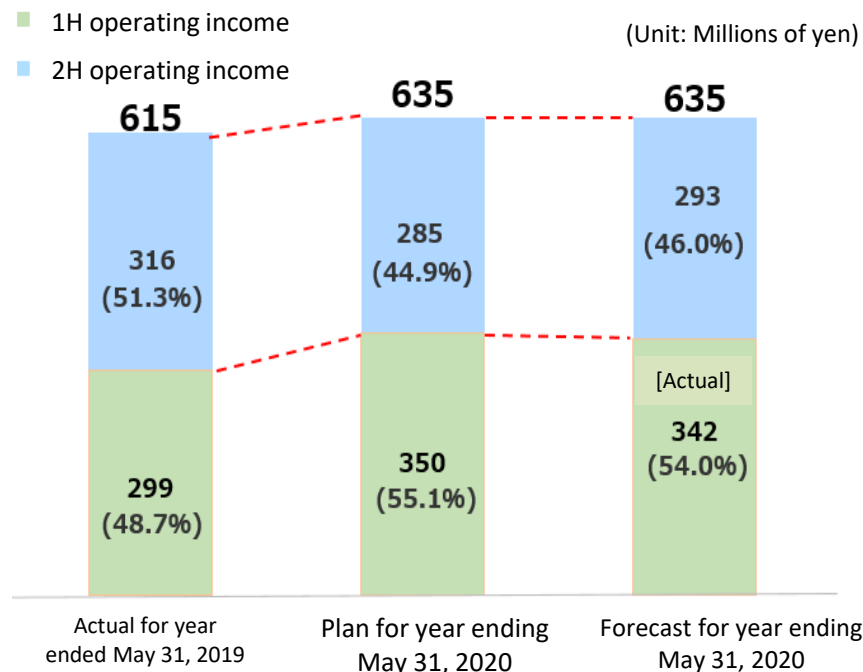 1H operating income
(Unit: Millions of yen)
2H operating income
615
635
635
316
(51.3%)
285
(44.9%)
293
(46.0%)
[Actual]
299
(48.7%)
350
(55.1%)
342
(54.0%)
Actual for year
ended May 31, 2019
Plan for year ending
May 31, 2020
Forecast for year ending
May 31, 2020